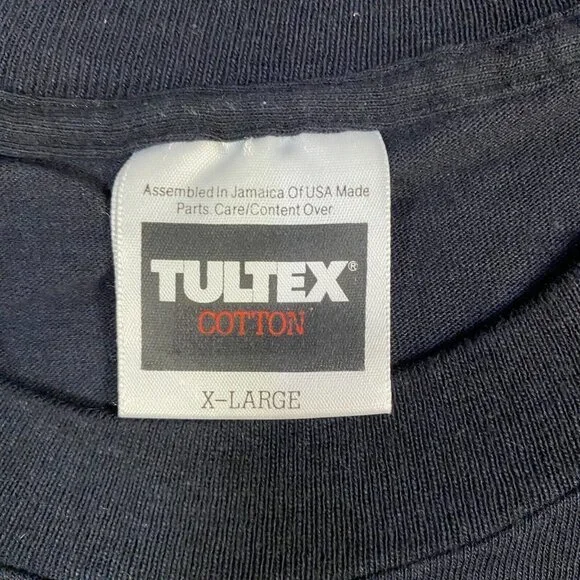 Assembled In Jamaica Of USA Made
Parts. Care/Content Over.
TULTEX®
COTTON
X-LARGE